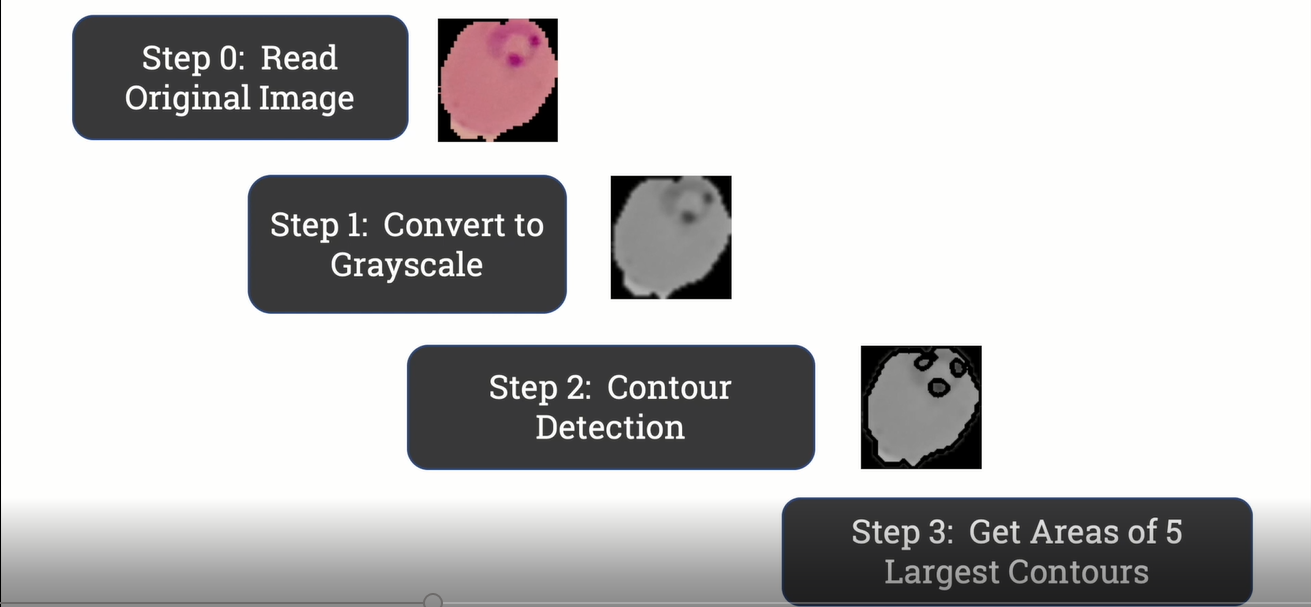 Step 0: Read
Original Image
Step 1: Convert to
Grayscale
Step 2: Contour
Detection
Step 3: Get Areas of 5
Largest Contours